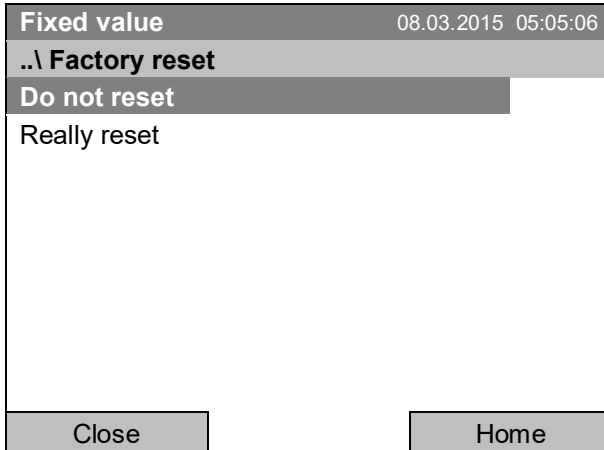 Fixed value 08.03.2015 05:05:06
..\ Factory reset
Do not reset
Really reset
Close Home